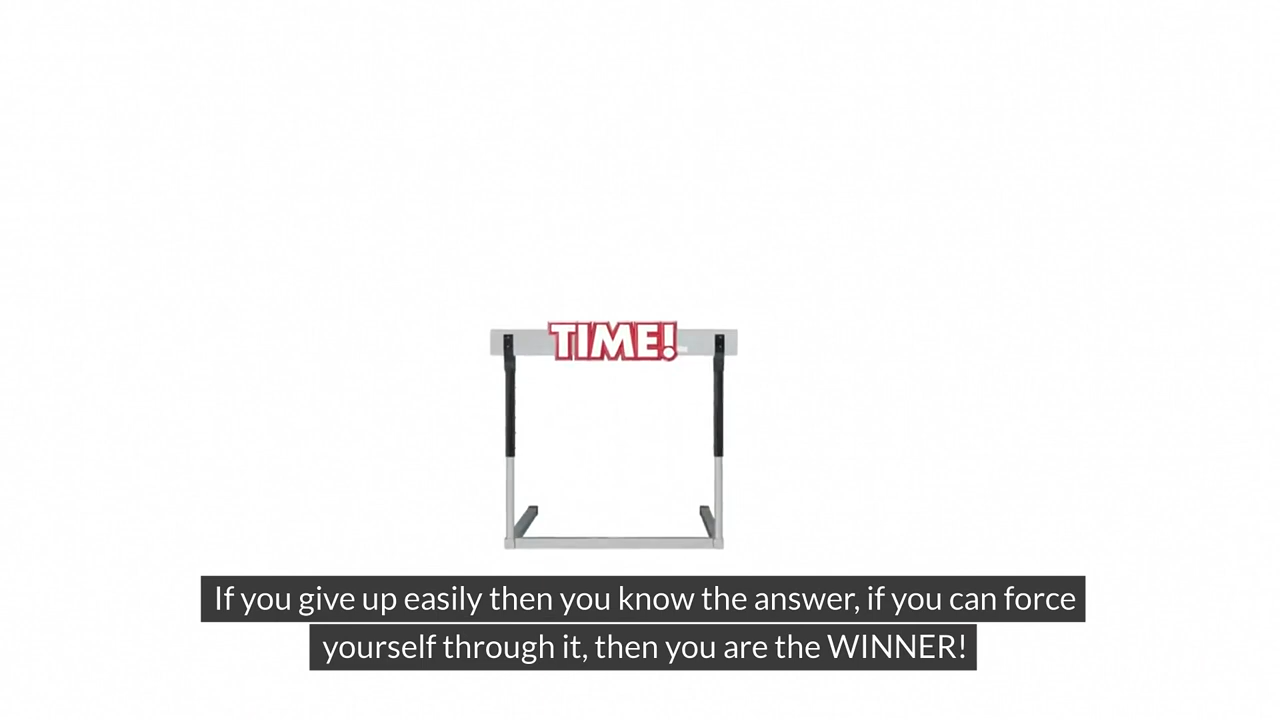 TIME!
If you give up easily then you know the answer, if you can force
yourself through it, then you are the WINNER!